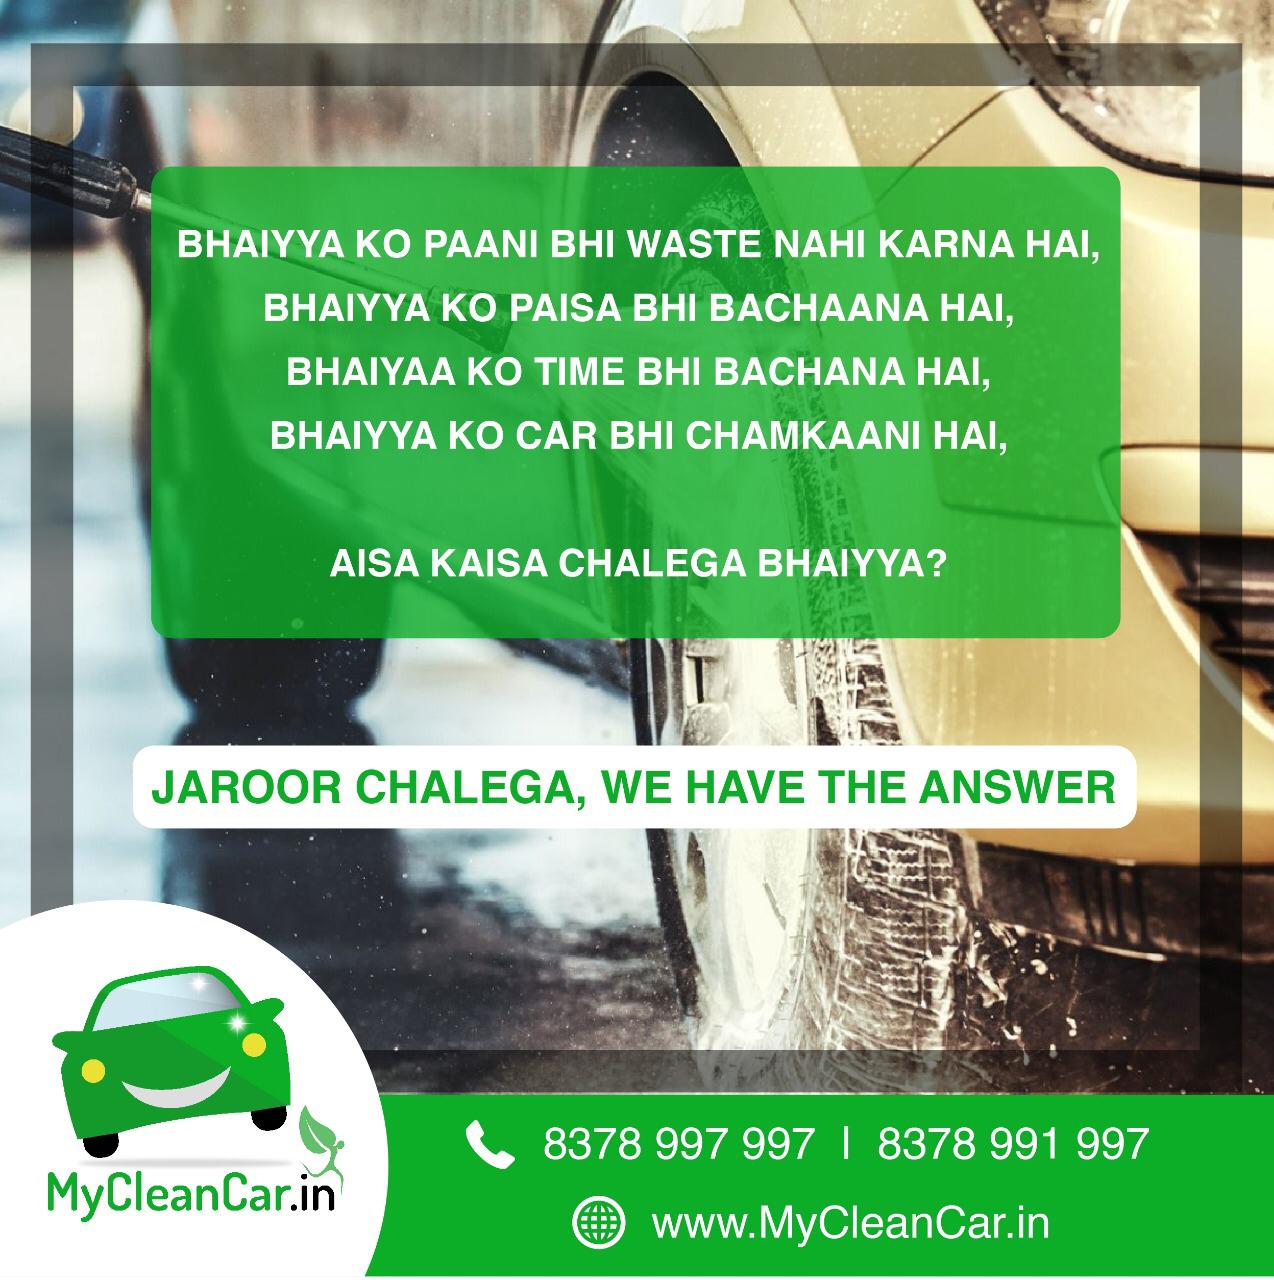 BHAIYYA KO PAANI BHI WASTE NAHI KARNA HAI,
BHAIYYA KO PAISA BHI BACHAANA HAI,
BHAIYAA KO TIME BHI BACHANA HAI,
BHAIYYA KO CAR BHI CHAMKAANI HAI,
AISA KAISA CHALEGA BHAIYYA?
JAROOR CHALEGA, WE HAVE THE ANSWER
MyCleanCar.in
8378 997 997 | 8378 991 997
www.MyCleanCar.in